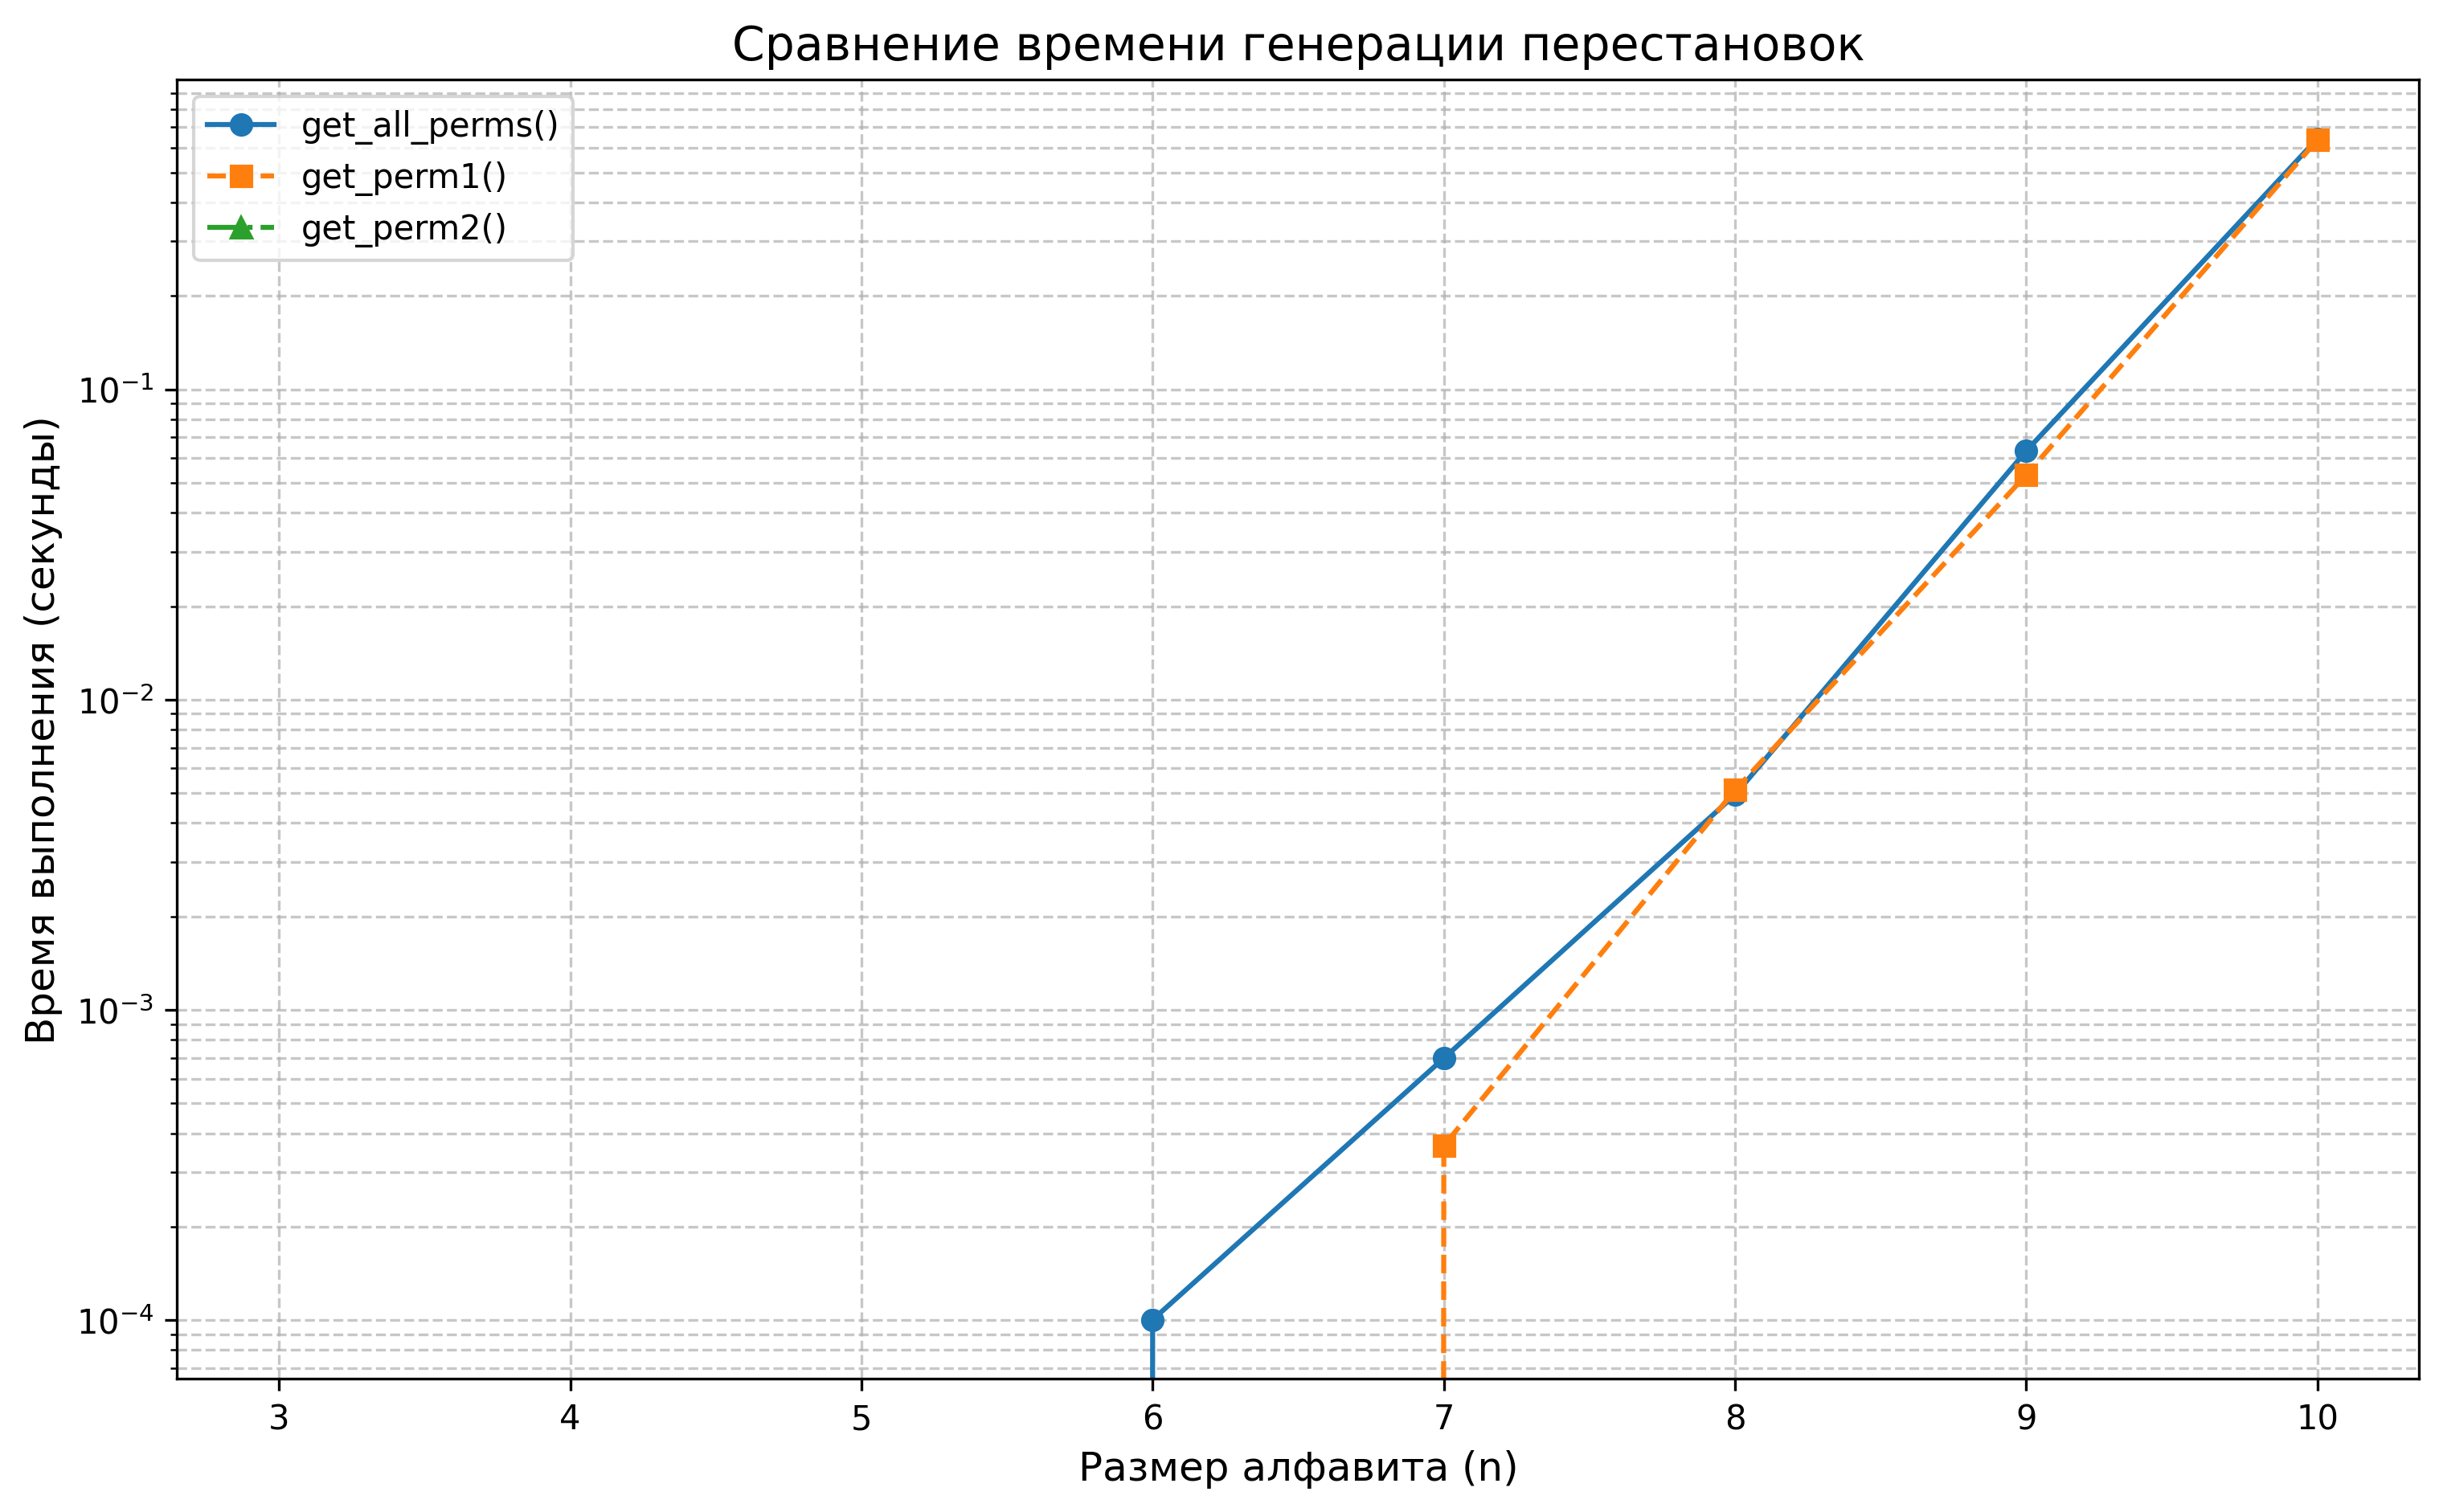 Сравнение времени генерации перестановок
get_all_perms()
get_perm1()
get_perm2()
Время выполнения (секунды)
10⁻¹
10⁻²
10⁻³
10⁻⁴
3 4 5 6 7 8 9 10
Размер алфавита (n)